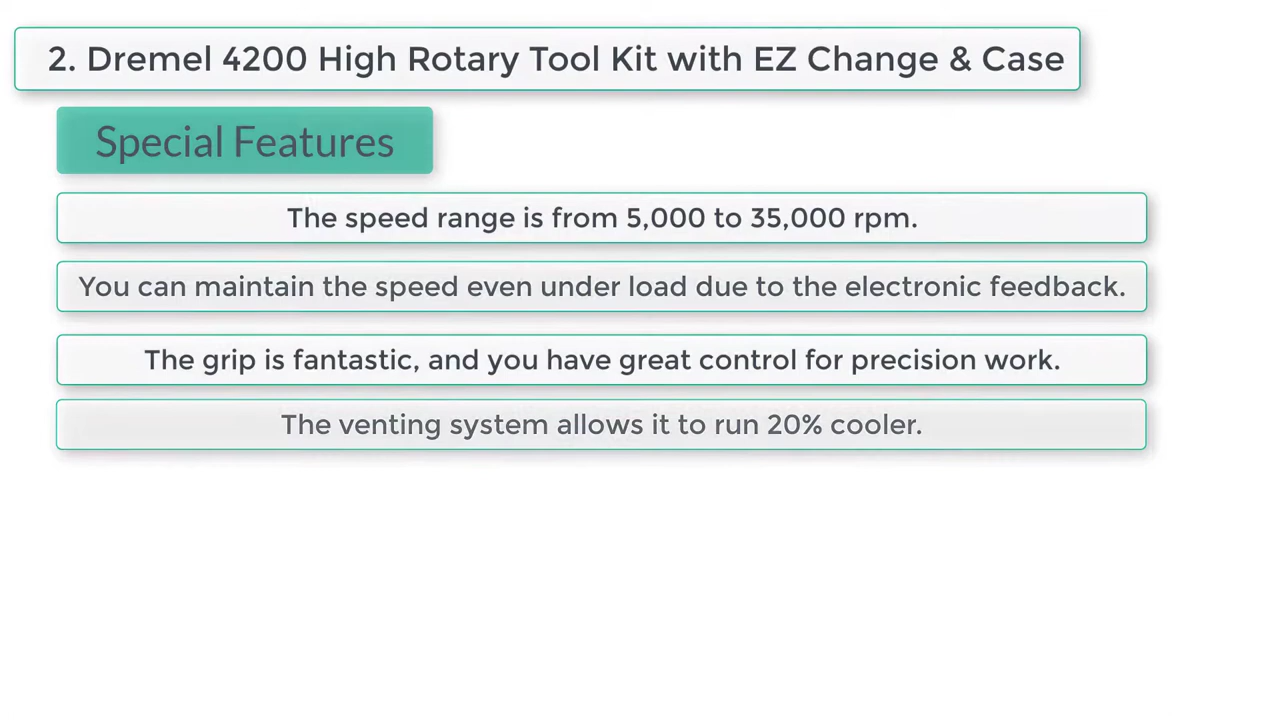 2. Dremel 4200 High Rotary Tool Kit with EZ Change & Case
Special Features
The speed range is from 5,000 to 35,000 rpm.
You can maintain the speed even under load due to the electronic feedback.
The grip is fantastic, and you have great control for precision work.
The venting system allows it to run 20% cooler.